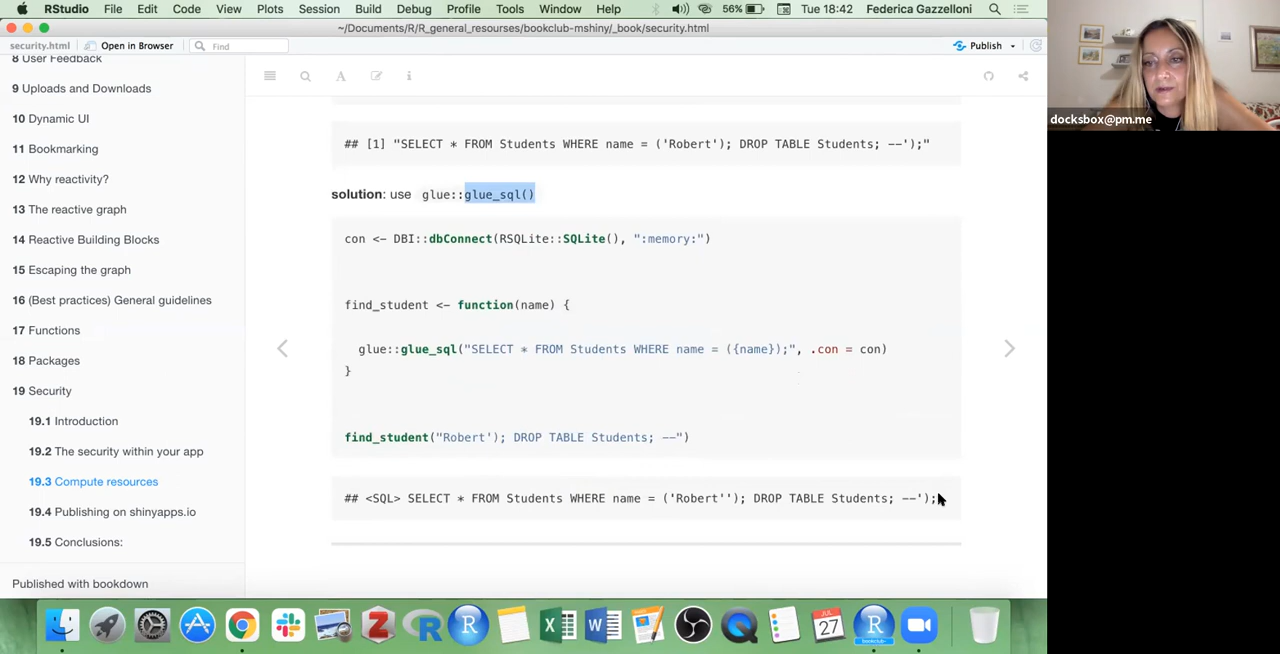 RStudio File Edit Code View Plots Session Build Debug Profile Tools Window Help 56% Tue 18:42 Federica Gazzelloni
~/Documents/R/R_general_resourses/bookclub-mshiny/_book/security.html
security.html Open in Browser Find Publish
8 User Feedback
9 Uploads and Downloads
10 Dynamic UI
11 Bookmarking
12 Why reactivity?
13 The reactive graph
14 Reactive Building Blocks
15 Escaping the graph
16 (Best practices) General guidelines
17 Functions
18 Packages
19 Security
19.1 Introduction
19.2 The security within your app
19.3 Compute resources
19.4 Publishing on shinyapps.io
19.5 Conclusions:
Published with bookdown
## [1] "SELECT * FROM Students WHERE name = ('Robert'); DROP TABLE Students; --');"
solution: use glue::glue_sql()
con <- DBI::dbConnect(RSQLite::SQLite(), ":memory:")
find_student <- function(name) {
glue::glue_sql("SELECT * FROM Students WHERE name = ({name});", .con = con)
}
find_student("Robert'); DROP TABLE Students; --")
## <SQL> SELECT * FROM Students WHERE name = ('Robert''); DROP TABLE Students; --');
docksbox@pm.me
JUL
27